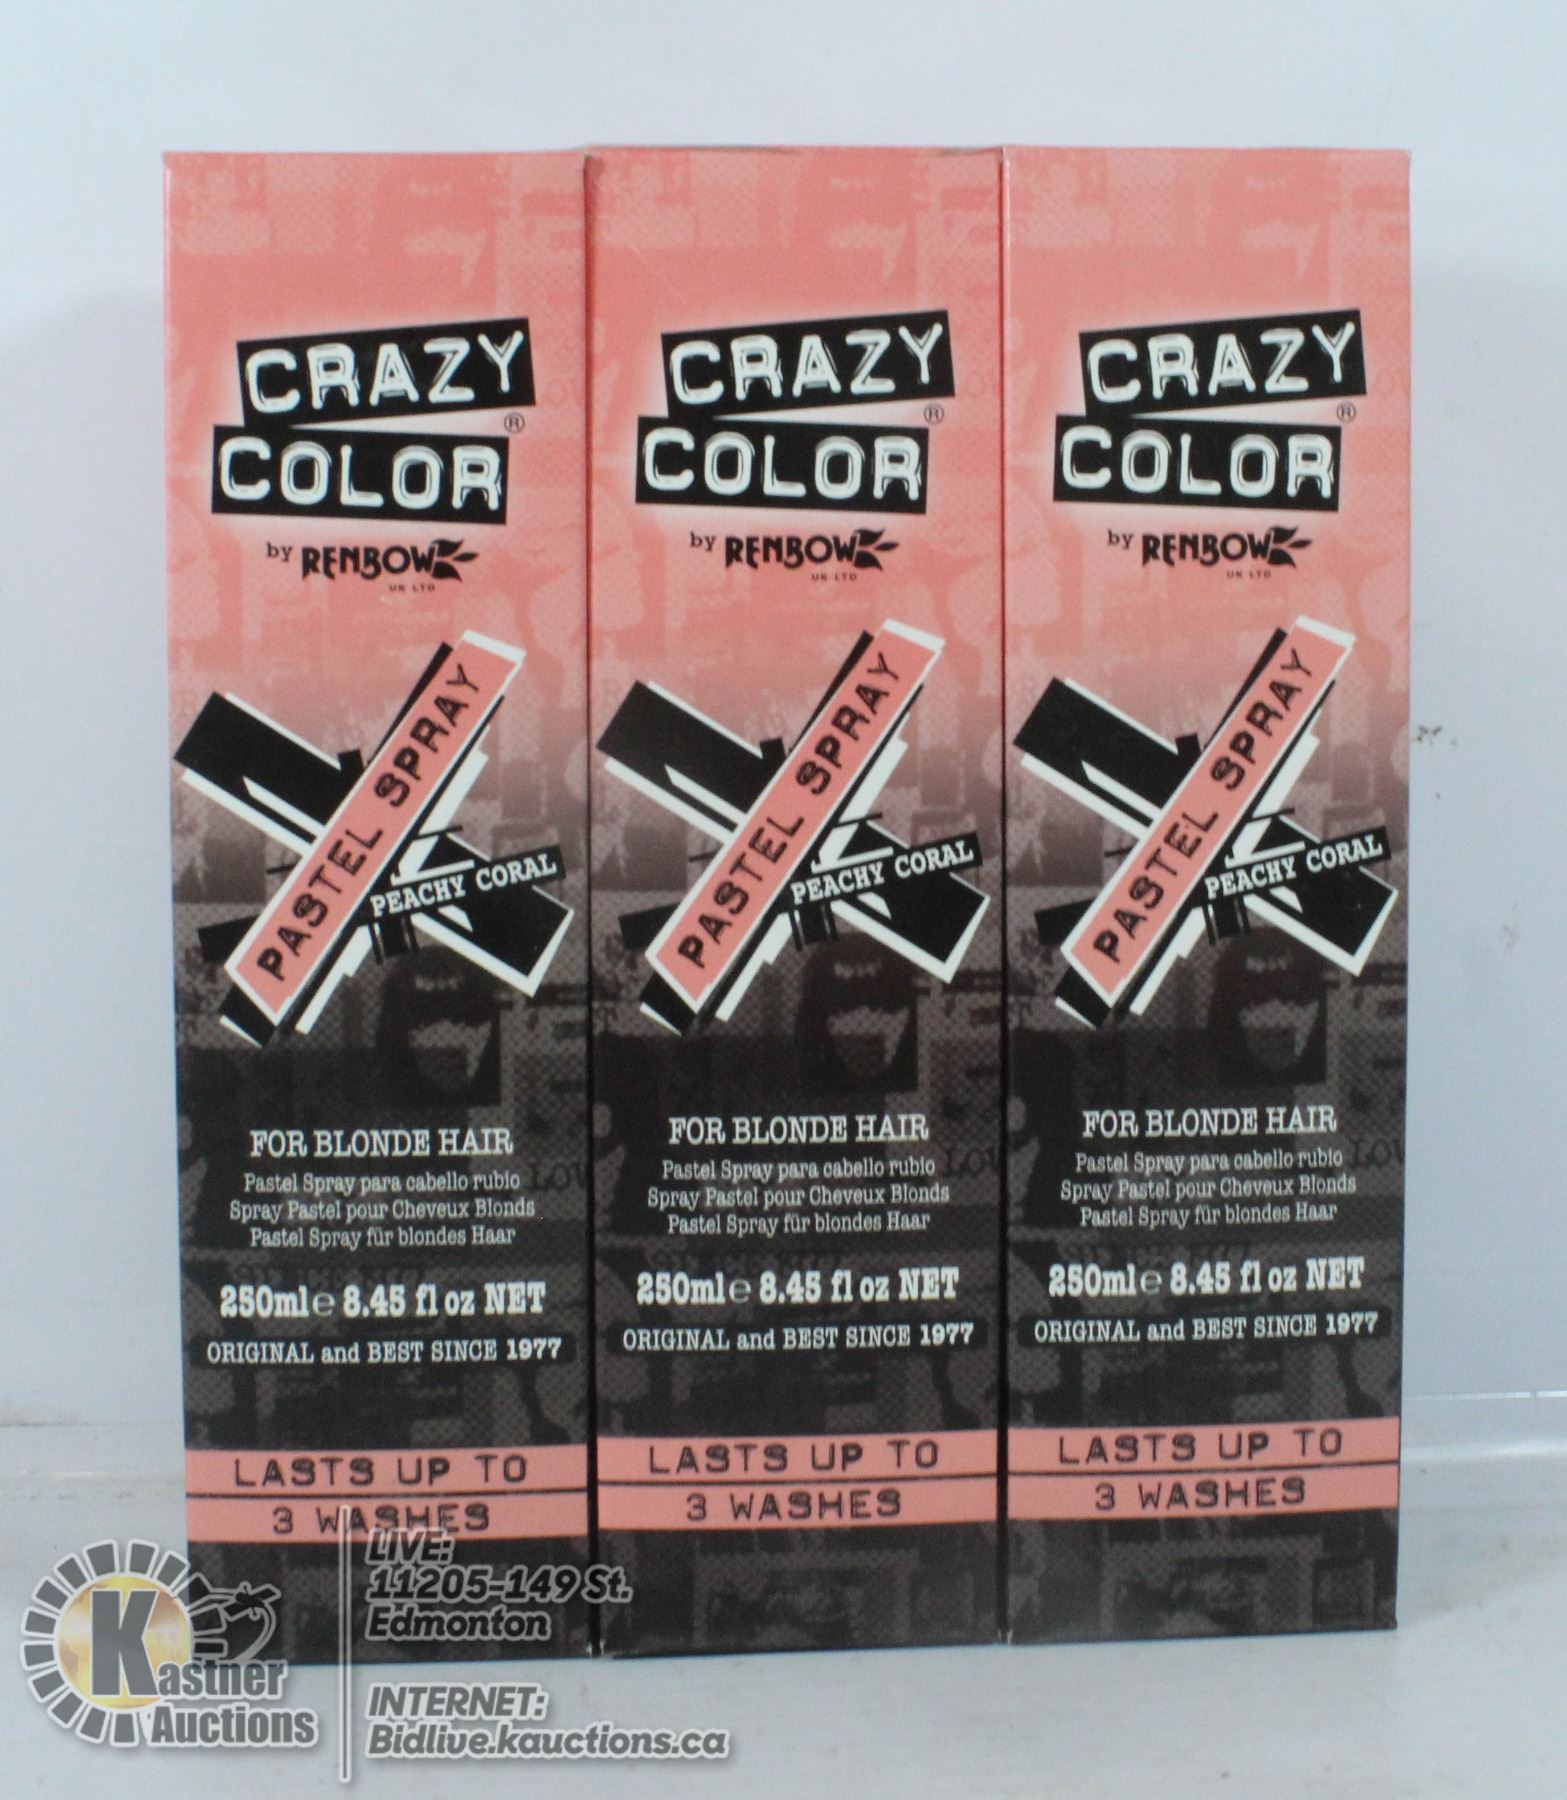 CRAZY
COLOR
®
by RENBOW
UK LTD
PASTEL SPRAY
PEACHY CORAL
FOR BLONDE HAIR
Pastel Spray para cabello rubio
Spray Pastel pour Cheveux Blonds
Pastel Spray für blondes Haar
250ml e 8.45 fl oz NET
ORIGINAL and BEST SINCE 1977
LASTS UP TO
3 WASHES
CRAZY
COLOR
®
by RENBOW
UK LTD
PASTEL SPRAY
PEACHY CORAL
FOR BLONDE HAIR
Pastel Spray para cabello rubio
Spray Pastel pour Cheveux Blonds
Pastel Spray für blondes Haar
250ml e 8.45 fl oz NET
ORIGINAL and BEST SINCE 1977
LASTS UP TO
3 WASHES
CRAZY
COLOR
®
by RENBOW
UK LTD
PASTEL SPRAY
PEACHY CORAL
FOR BLONDE HAIR
Pastel Spray para cabello rubio
Spray Pastel pour Cheveux Blonds
Pastel Spray für blondes Haar
250ml e 8.45 fl oz NET
ORIGINAL and BEST SINCE 1977
LASTS UP TO
3 WASHES
Kastner
Auctions
LIVE:
11205-149 St.
Edmonton
INTERNET:
Bidlive.kauctions.ca